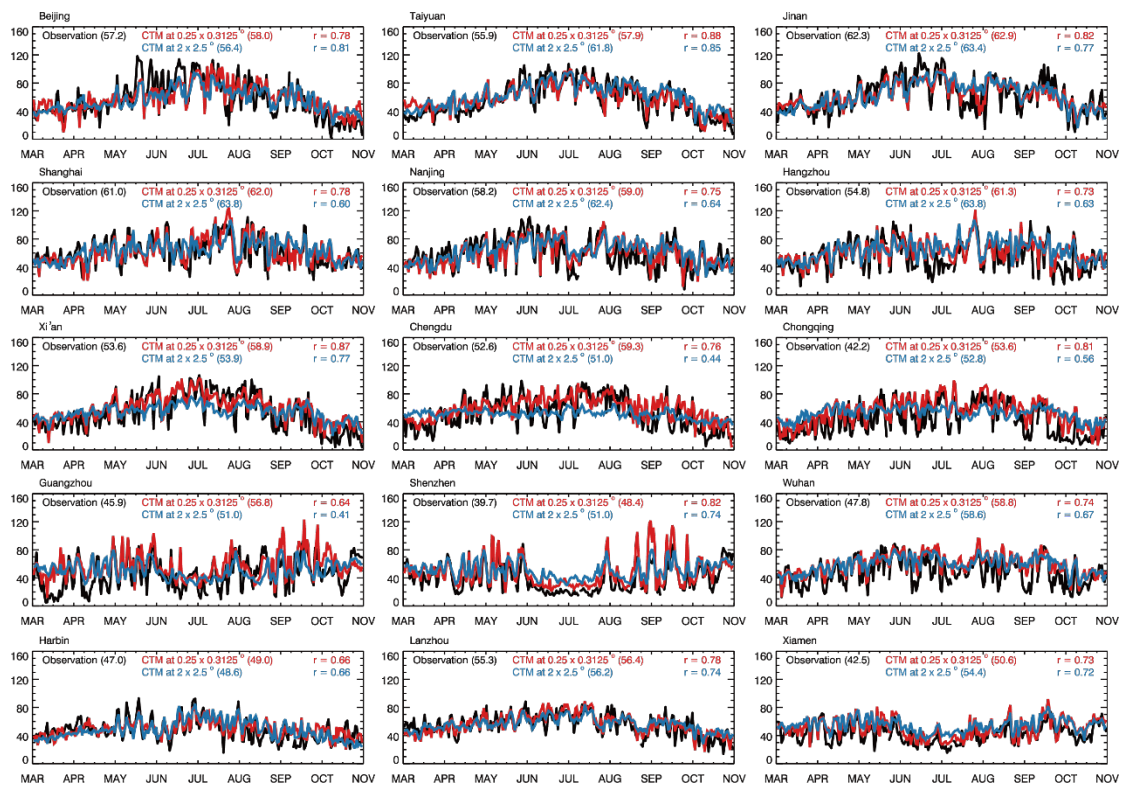 Beijing Taiyuan Jinan
160 Observation (57.2) CTM at 0.25 x 0.3125° (58.0) r = 0.78 160 Observation (55.9) CTM at 0.25 x 0.3125° (57.9) r = 0.88 160 Observation (62.3) CTM at 0.25 x 0.3125° (62.9) r = 0.82
CTM at 2 x 2.5° (56.4) r = 0.81 CTM at 2 x 2.5° (61.8) r = 0.85 CTM at 2 x 2.5° (63.4) r = 0.77
120 120 120
80 80 80
40 40 40
0 0 0
MAR APR MAY JUN JUL AUG SEP OCT NOV MAR APR MAY JUN JUL AUG SEP OCT NOV MAR APR MAY JUN JUL AUG SEP OCT NOV
Shanghai Nanjing Hangzhou
160 Observation (61.0) CTM at 0.25 x 0.3125° (62.0) r = 0.78 160 Observation (58.2) CTM at 0.25 x 0.3125° (59.0) r = 0.75 160 Observation (54.8) CTM at 0.25 x 0.3125° (61.3) r = 0.73
CTM at 2 x 2.5° (63.8) r = 0.60 CTM at 2 x 2.5° (62.4) r = 0.64 CTM at 2 x 2.5° (63.8) r = 0.63
120 120 120
80 80 80
40 40 40
0 0 0
MAR APR MAY JUN JUL AUG SEP OCT NOV MAR APR MAY JUN JUL AUG SEP OCT NOV MAR APR MAY JUN JUL AUG SEP OCT NOV
Xi'an Chengdu Chongqing
160 Observation (53.6) CTM at 0.25 x 0.3125° (58.9) r = 0.87 160 Observation (52.6) CTM at 0.25 x 0.3125° (59.3) r = 0.76 160 Observation (42.2) CTM at 0.25 x 0.3125° (53.6) r = 0.81
CTM at 2 x 2.5° (53.9) r = 0.77 CTM at 2 x 2.5° (51.0) r = 0.44 CTM at 2 x 2.5° (52.8) r = 0.56
120 120 120
80 80 80
40 40 40
0 0 0
MAR APR MAY JUN JUL AUG SEP OCT NOV MAR APR MAY JUN JUL AUG SEP OCT NOV MAR APR MAY JUN JUL AUG SEP OCT NOV
Guangzhou Shenzhen Wuhan
160 Observation (45.9) CTM at 0.25 x 0.3125° (56.8) r = 0.64 160 Observation (39.7) CTM at 0.25 x 0.3125° (48.4) r = 0.82 160 Observation (47.8) CTM at 0.25 x 0.3125° (58.8) r = 0.74
CTM at 2 x 2.5° (51.0) r = 0.41 CTM at 2 x 2.5° (51.0) r = 0.74 CTM at 2 x 2.5° (58.6) r = 0.67
120 120 120
80 80 80
40 40 40
0 0 0
MAR APR MAY JUN JUL AUG SEP OCT NOV MAR APR MAY JUN JUL AUG SEP OCT NOV MAR APR MAY JUN JUL AUG SEP OCT NOV
Harbin Lanzhou Xiamen
160 Observation (47.0) CTM at 0.25 x 0.3125° (49.0) r = 0.66 160 Observation (55.3) CTM at 0.25 x 0.3125° (56.4) r = 0.78 160 Observation (42.5) CTM at 0.25 x 0.3125° (50.6) r = 0.73
CTM at 2 x 2.5° (48.6) r = 0.66 CTM at 2 x 2.5° (56.2) r = 0.74 CTM at 2 x 2.5° (54.4) r = 0.72
120 120 120
80 80 80
40 40 40
0 0 0
MAR APR MAY JUN JUL AUG SEP OCT NOV MAR APR MAY JUN JUL AUG SEP OCT NOV MAR APR MAY JUN JUL AUG SEP OCT NOV